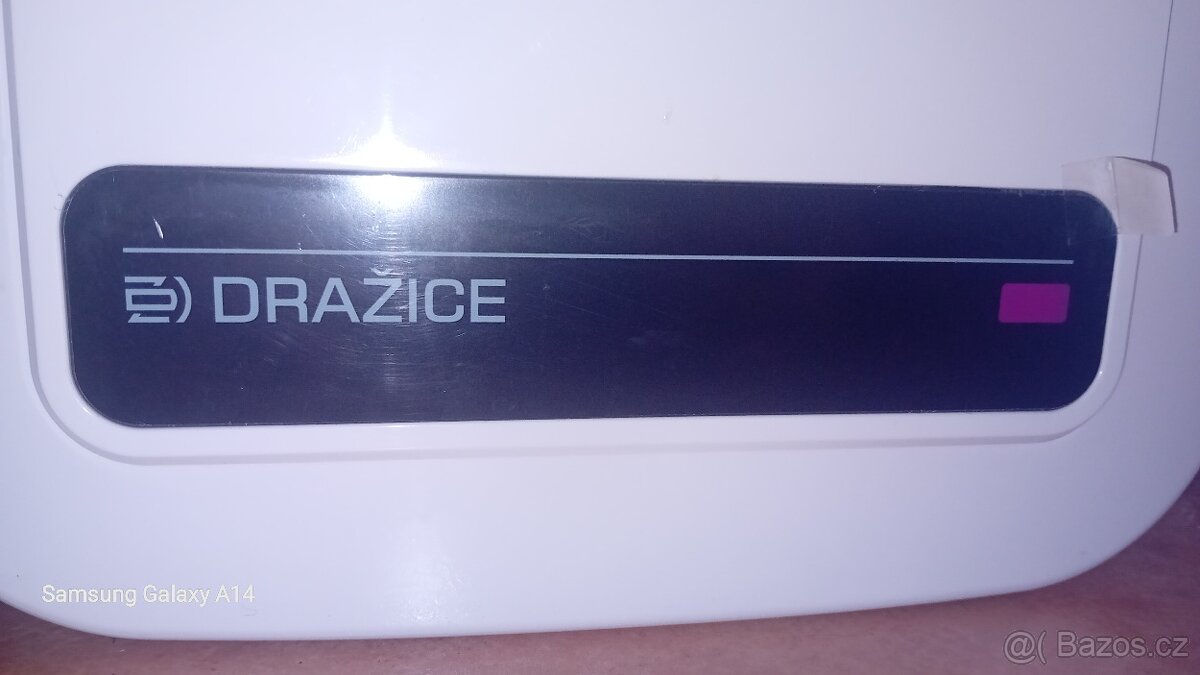 DRAŽICE
Samsung Galaxy A14
@( Bazos.cz